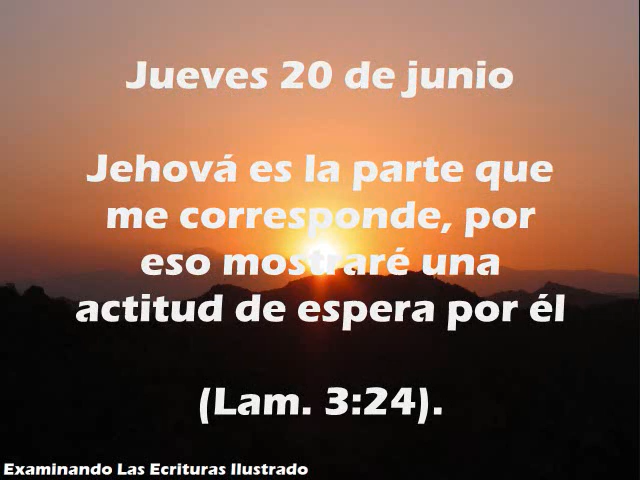 Jueves 20 de junio
Jehová es la parte que
me corresponde, por
eso mostraré una
actitud de espera por él
(Lam. 3:24).
Examinando Las Ecrituras Ilustrado